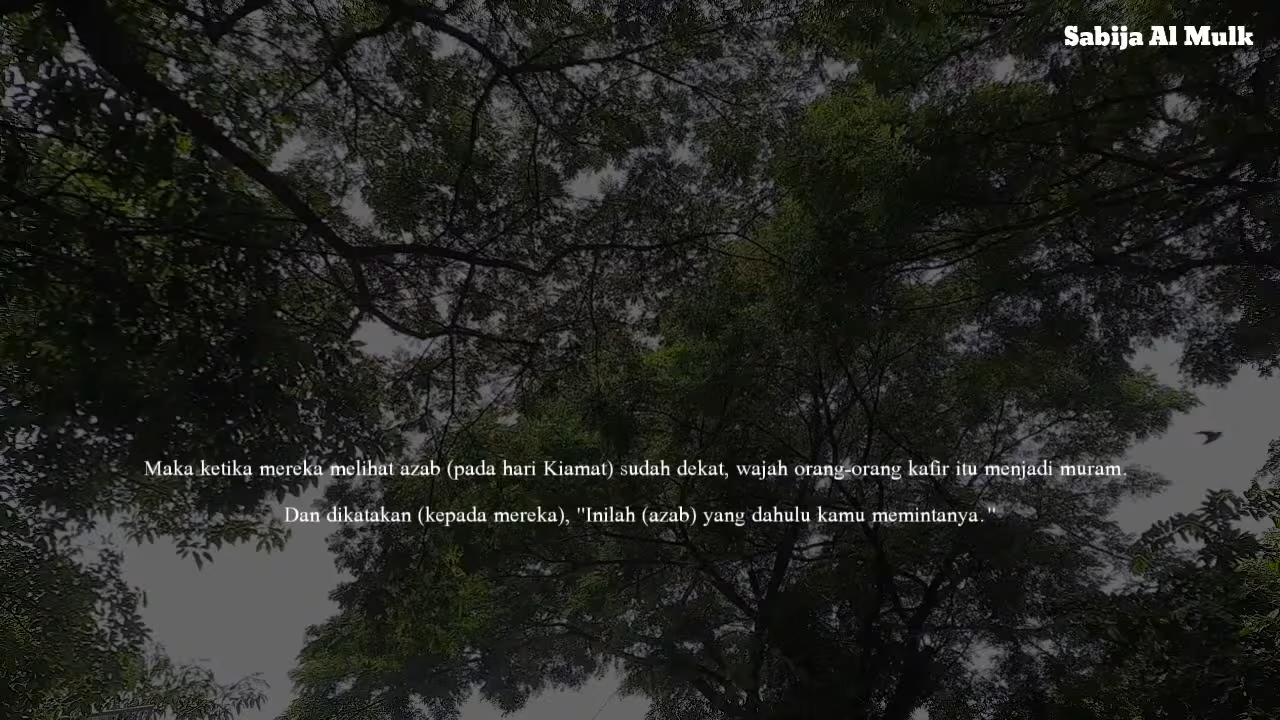 Sabija Al Mulk
Maka ketika mereka melihat azab (pada hari Kiamat) sudah dekat, wajah orang-orang kafir itu menjadi muram.
Dan dikatakan (kepada mereka), "Inilah (azab) yang dahulu kamu memintanya."